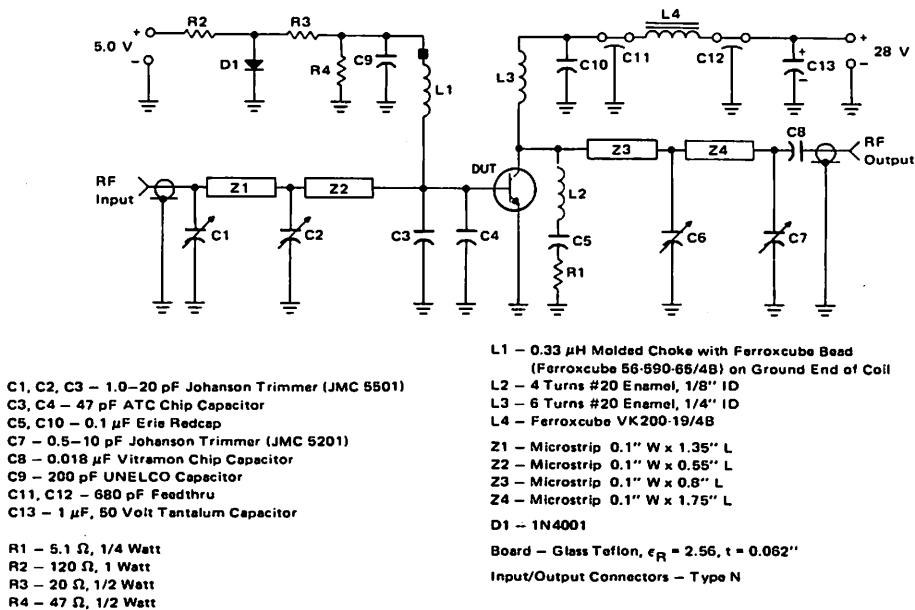 L4
R2
R3
+
5.0 V
–
D1
R4
C9
L1
L3
C10
C11
C12
+
C13
–
+
28 V
–
C8
RF
Output
Z3
Z4
DUT
RF
Input
Z1
Z2
L2
C1
C2
C3
C4
C5
C6
C7
R1
C1, C2, C3 – 1.0–20 pF Johanson Trimmer (JMC 5501)
C3, C4 – 47 pF ATC Chip Capacitor
C5, C10 – 0.1 µF Erie Redcap
C7 – 0.5–10 pF Johanson Trimmer (JMC 5201)
C8 – 0.018 µF Vitramon Chip Capacitor
C9 – 200 pF UNELCO Capacitor
C11, C12 – 680 pF Feedthru
C13 – 1 µF, 50 Volt Tantalum Capacitor
R1 – 5.1 Ω, 1/4 Watt
R2 – 120 Ω, 1 Watt
R3 – 20 Ω, 1/2 Watt
R4 – 47 Ω, 1/2 Watt
L1 – 0.33 µH Molded Choke with Ferroxcube Bead
(Ferroxcube 56-590-65/4B) on Ground End of Coil
L2 – 4 Turns #20 Enamel, 1/8" ID
L3 – 6 Turns #20 Enamel, 1/4" ID
L4 – Ferroxcube VK200-19/4B
Z1 – Microstrip 0.1" W x 1.35" L
Z2 – Microstrip 0.1" W x 0.55" L
Z3 – Microstrip 0.1" W x 0.8" L
Z4 – Microstrip 0.1" W x 1.75" L
D1 – 1N4001
Board – Glass Teflon, εR = 2.56, t = 0.062"
Input/Output Connectors – Type N